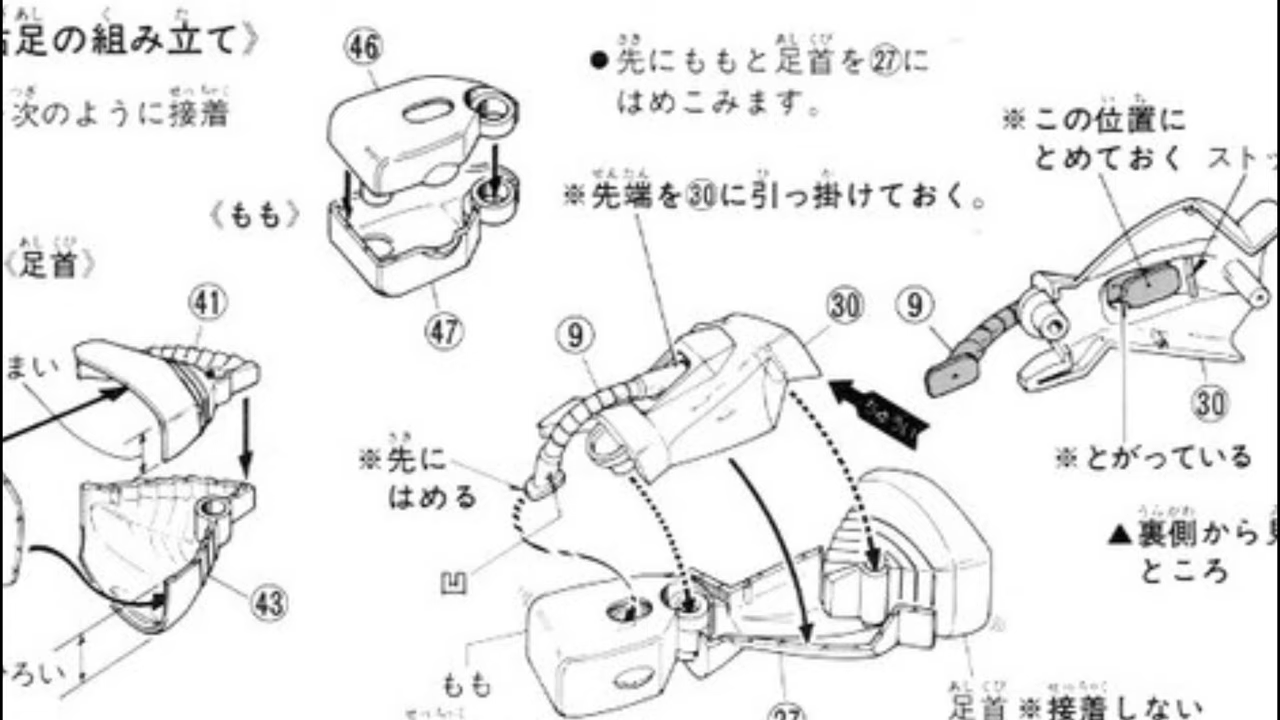 足の組み立て》
次のように接着
《もも》
《足首》
㊻
㊼
●先にももと足首を㉗に
はめこみます。
※先端を㉚に引っ掛けておく。
※この位置に
とめておく
スト
㊶
まい
㊸
ろい
⑨
㉚
※先に
はめる
凹
もも
㉗
足首 ※接着しない
⑨
㉚
※とがっている
▲裏側から
ところ